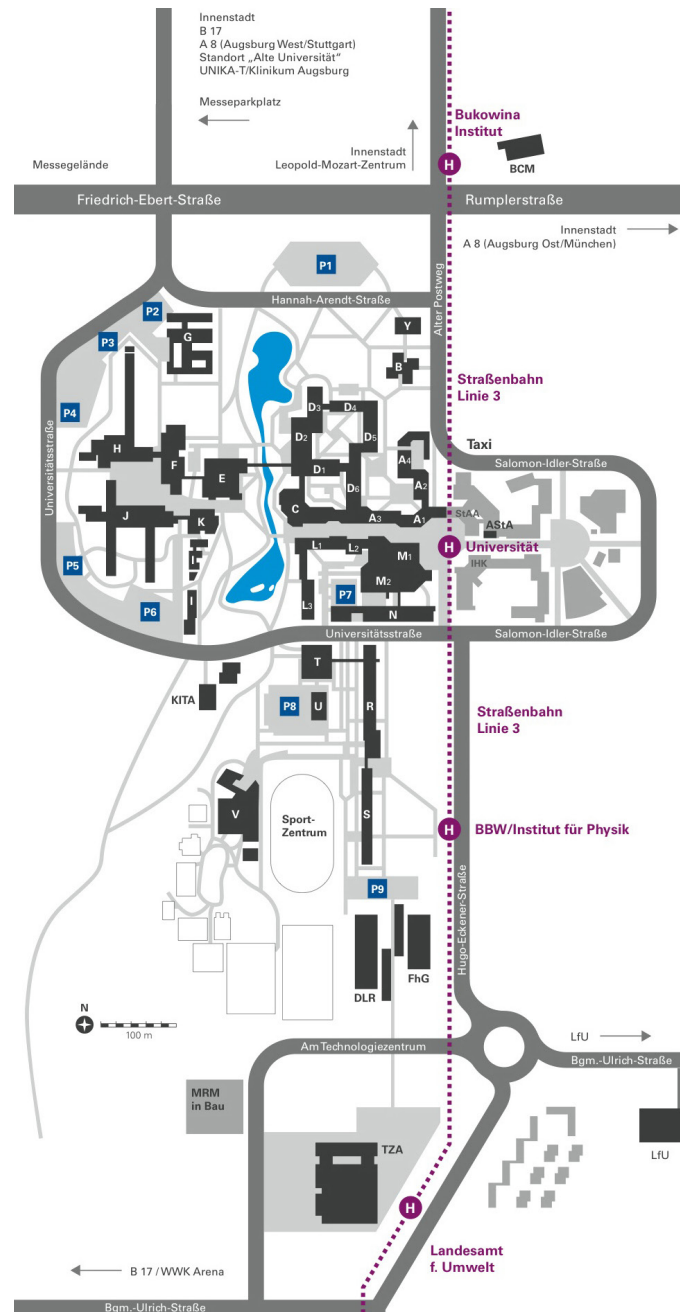 Innenstadt
B 17
A 8 (Augsburg West/Stuttgart)
Standort „Alte Universität“
UNIKA-T/Klinikum Augsburg
Messeparkplatz
Bukowina
Institut
Innenstadt
Leopold-Mozart-Zentrum
Messegelände
H
BCM
Friedrich-Ebert-Straße
Rumplerstraße
Innenstadt
A 8 (Augsburg Ost/München)
P1
Hannah-Arendt-Straße
Alter Postweg
P2
P3
G
Y
B
P4
Straßenbahn
Linie 3
D3
D4
D2
D5
Universitätsstraße
H
F
E
D1
D6
A4
A2
Taxi
Salomon-Idler-Straße
J
K
C
A3
A1
StAA
AStA
L1
L2
M1
H
Universität
I
IHK
P5
M2
I
L3
P7
P6
N
Universitätsstraße
Salomon-Idler-Straße
T
KITA
P8
U
R
Straßenbahn
Linie 3
V
Sport-
Zentrum
S
H
BBW/Institut für Physik
P9
Hugo-Eckener-Straße
DLR
FhG
N
100 m
Am Technologiezentrum
LfU
Bgm.-Ulrich-Straße
MRM
in Bau
TZA
LfU
H
Landesamt
f. Umwelt
B 17 / WWK Arena
Bgm.-Ulrich-Straße